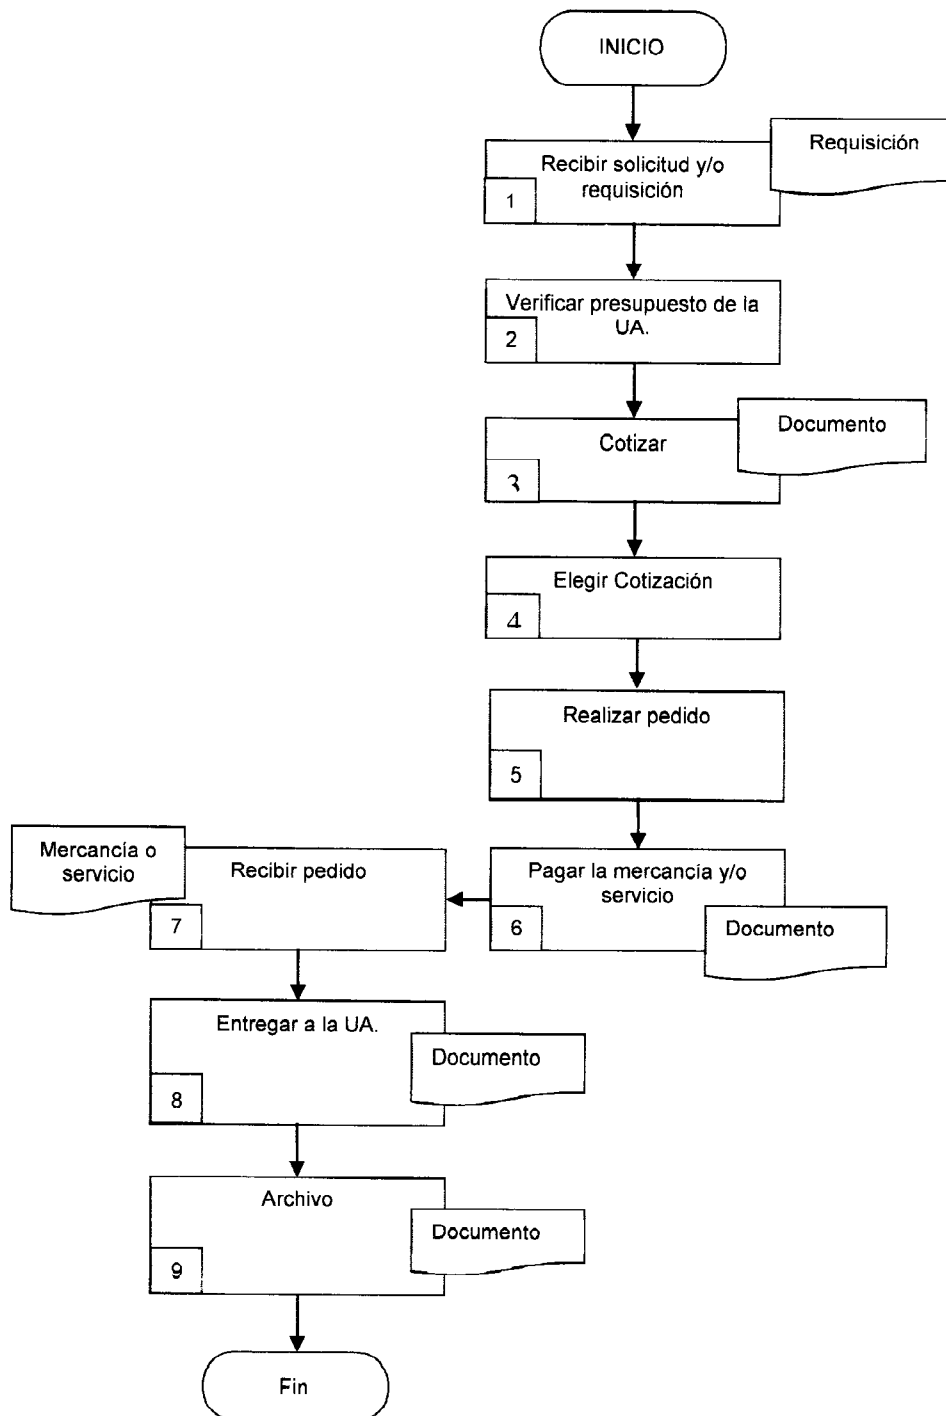 INICIO
Requisición
Recibir solicitud y/o
requisición
1
Verificar presupuesto de la
UA.
2
Documento
Cotizar
3
Elegir Cotización
4
Realizar pedido
5
Pagar la mercancía y/o
servicio
6
Documento
Mercancía o
servicio
Recibir pedido
7
Entregar a la UA.
Documento
8
Archivo
Documento
9
Fin